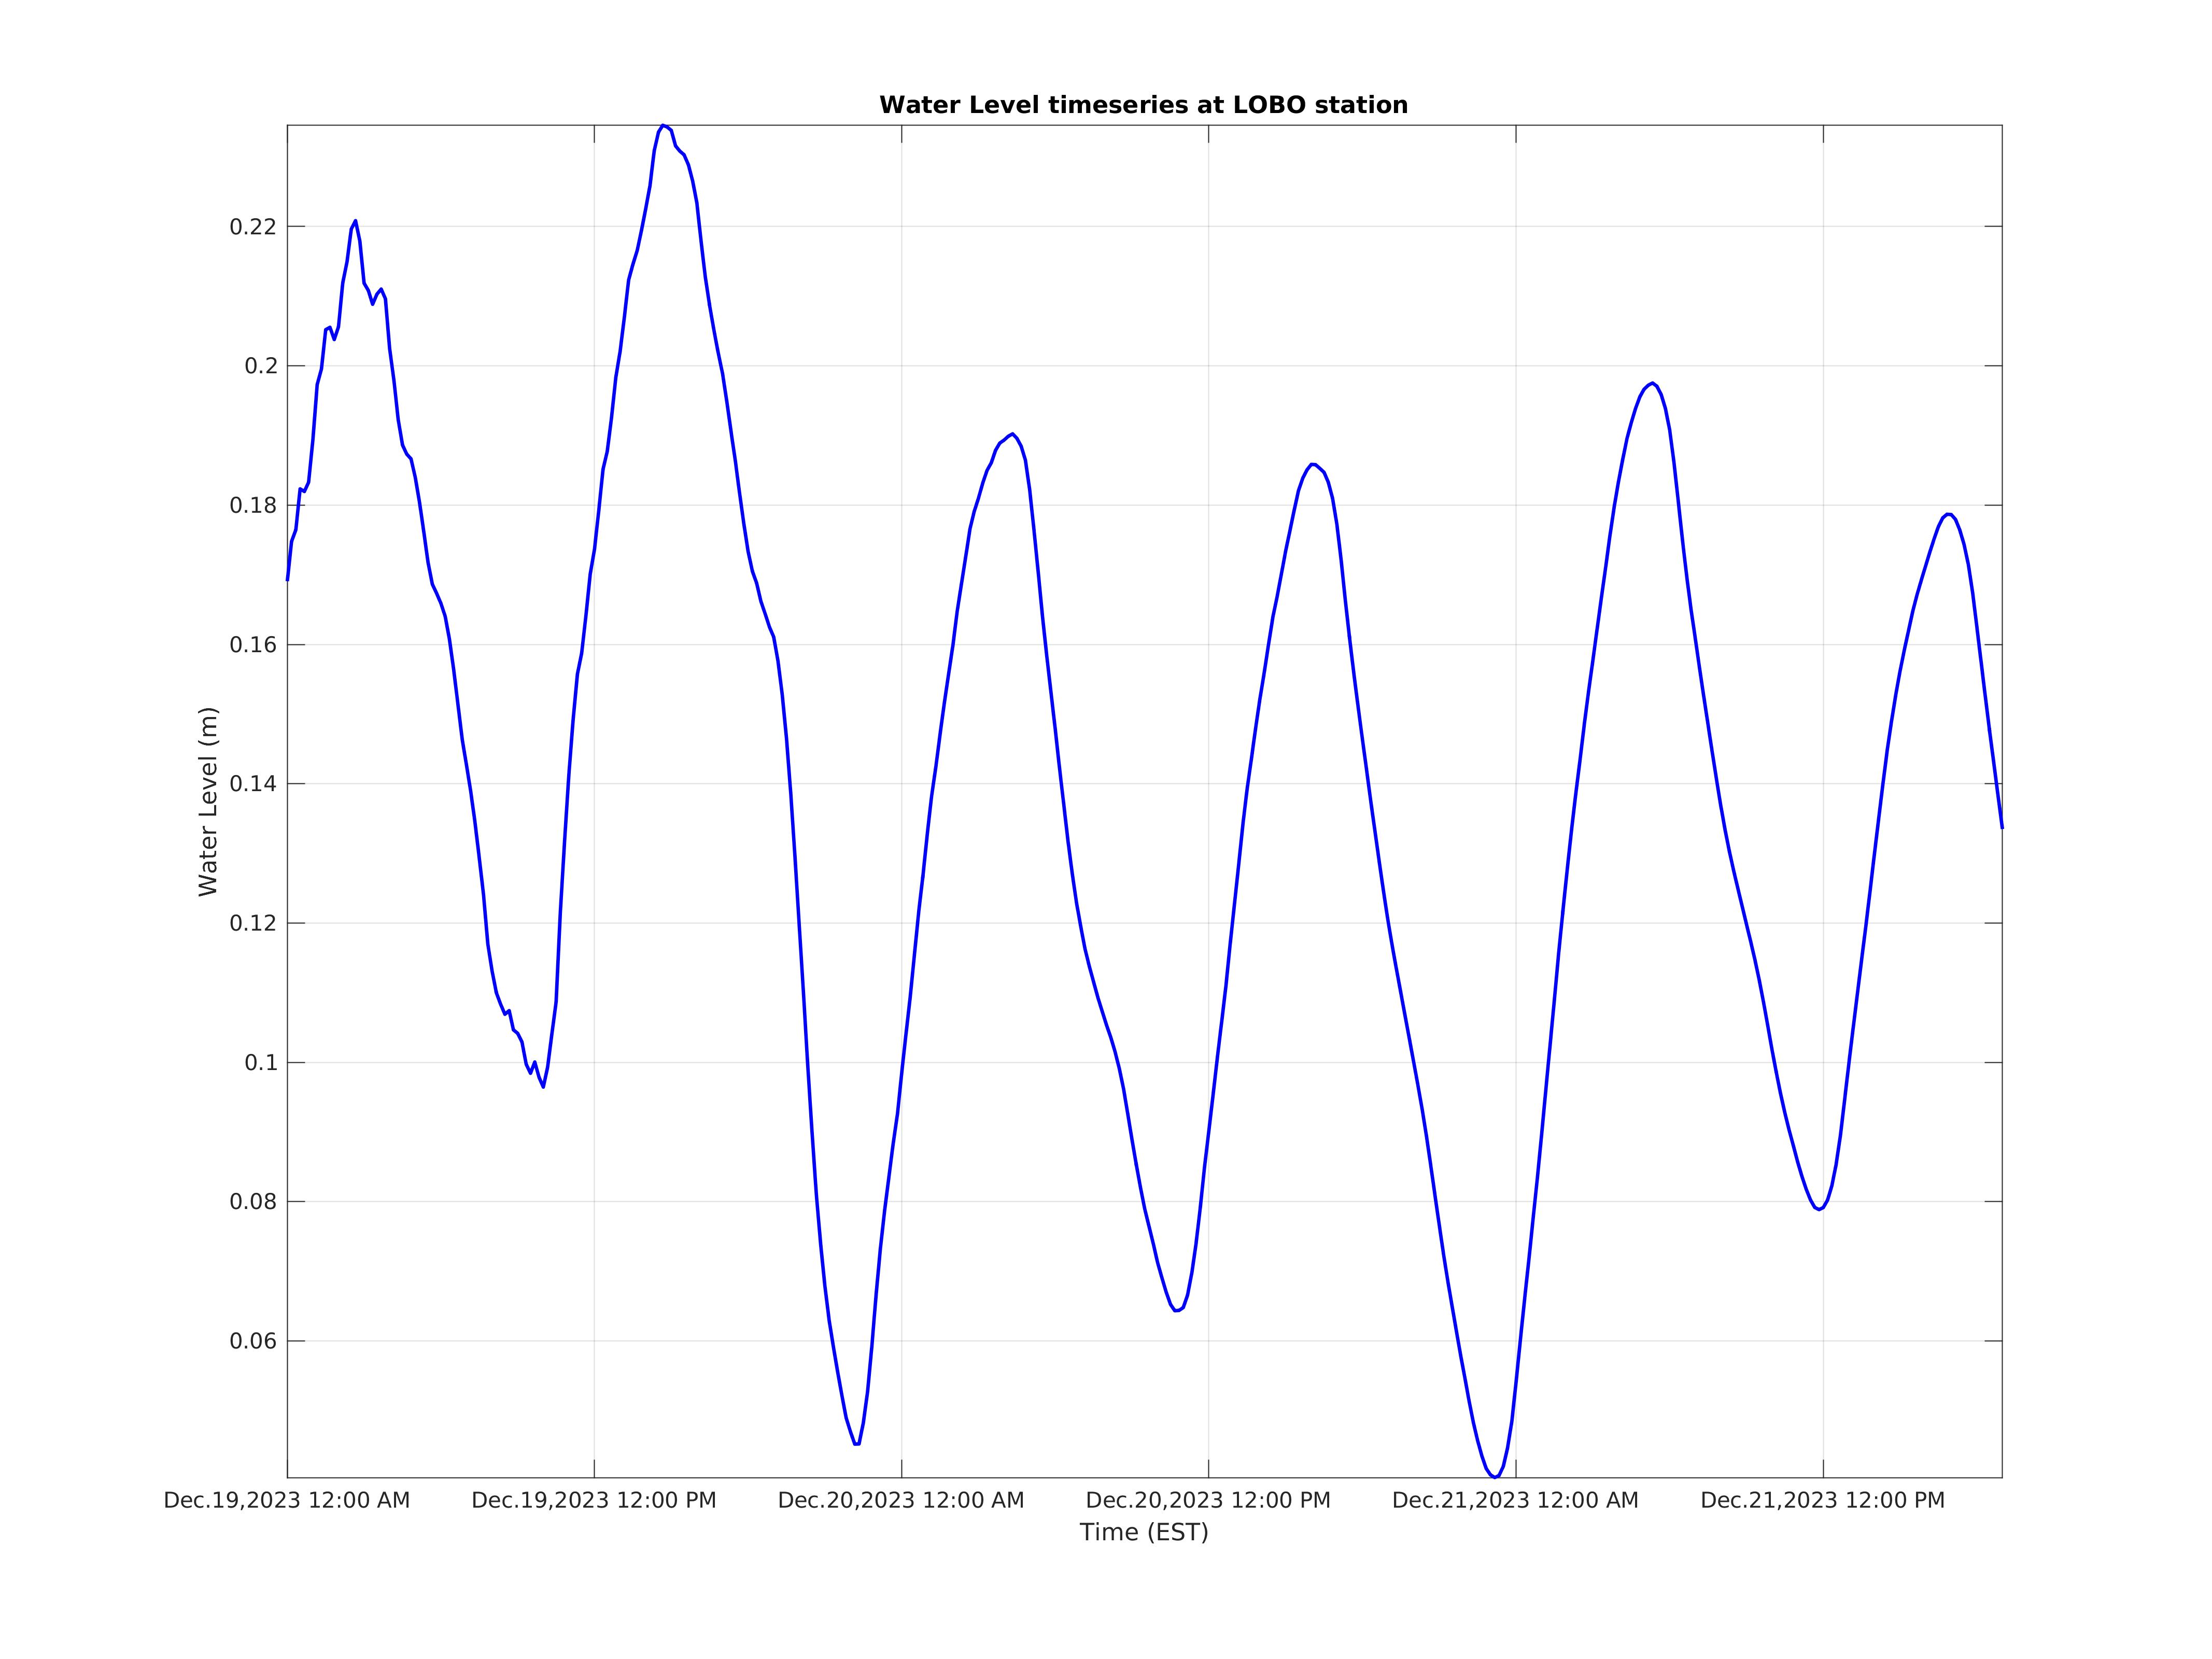 Water Level timeseries at LOBO station
0.22
0.2
0.18
0.16
0.14
0.12
0.1
0.08
0.06
Water Level (m)
Dec.19,2023 12:00 AM
Dec.19,2023 12:00 PM
Dec.20,2023 12:00 AM
Dec.20,2023 12:00 PM
Dec.21,2023 12:00 AM
Dec.21,2023 12:00 PM
Time (EST)